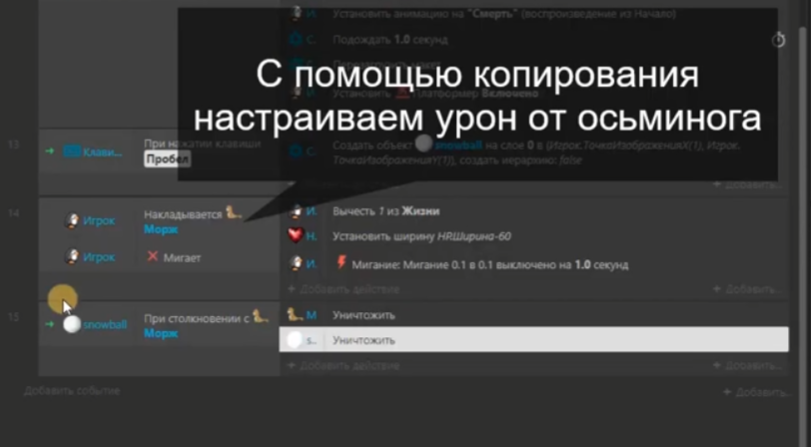 И. Установить анимацию на "Смерть" (воспроизведение из Начало)
С. Подождать 1.0 секунд
С помощью копирования
И. Установить Платформер Включено
настраиваем урон от осьминога
13 Клави... При нажатии клавиши
Пробел
С. Создать объект snowball на слое 0 в (Игрок.ТочкаИзображенияX(1), Игрок.
ТочкаИзображенияY(1)), создать иерархию: false
+ Добавить...
14 Игрок Накладывается
Морж
И. Вычесть 1 из Жизни
Н. Установить ширину HRШирина-60
Игрок Мигает
И. Мигание: Мигание 0.1 в 0.1 выключено на 1.0 секунд
+ Добавить действие + Добавить...
15 snowball При столкновении с
Морж
М Уничтожить
s.. Уничтожить
+ Добавить действие + Добавить...
Добавить событие + Добавить...